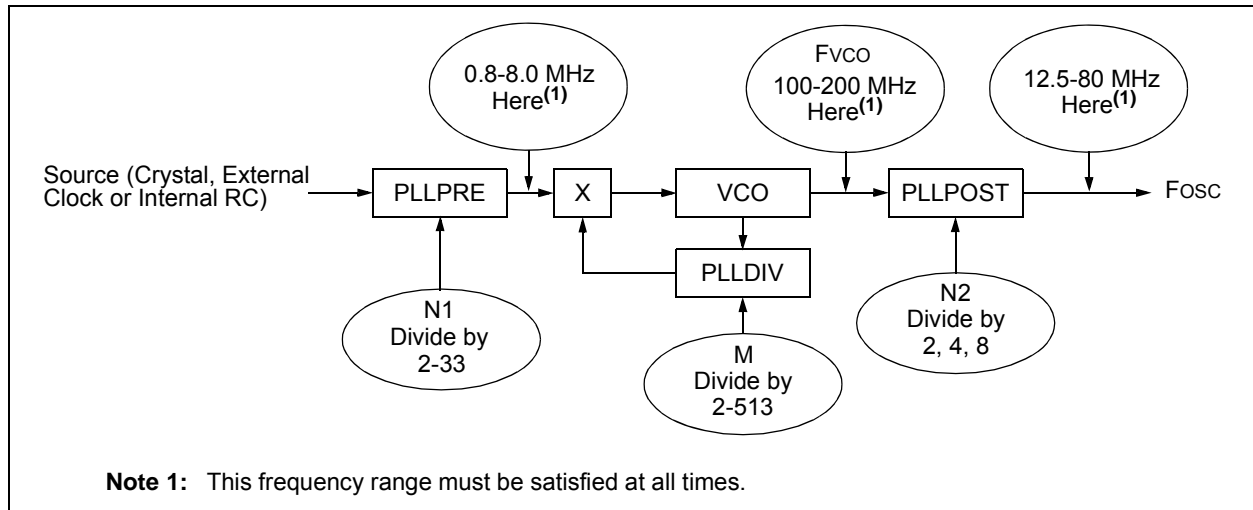 0.8-8.0 MHz
Here(1)
FVCO
100-200 MHz
Here(1)
12.5-80 MHz
Here(1)
Source (Crystal, External
Clock or Internal RC)
PLLPRE
X
VCO
PLLPOST
FOSC
PLLDIV
N1
Divide by
2-33
M
Divide by
2-513
N2
Divide by
2, 4, 8
Note 1: This frequency range must be satisfied at all times.